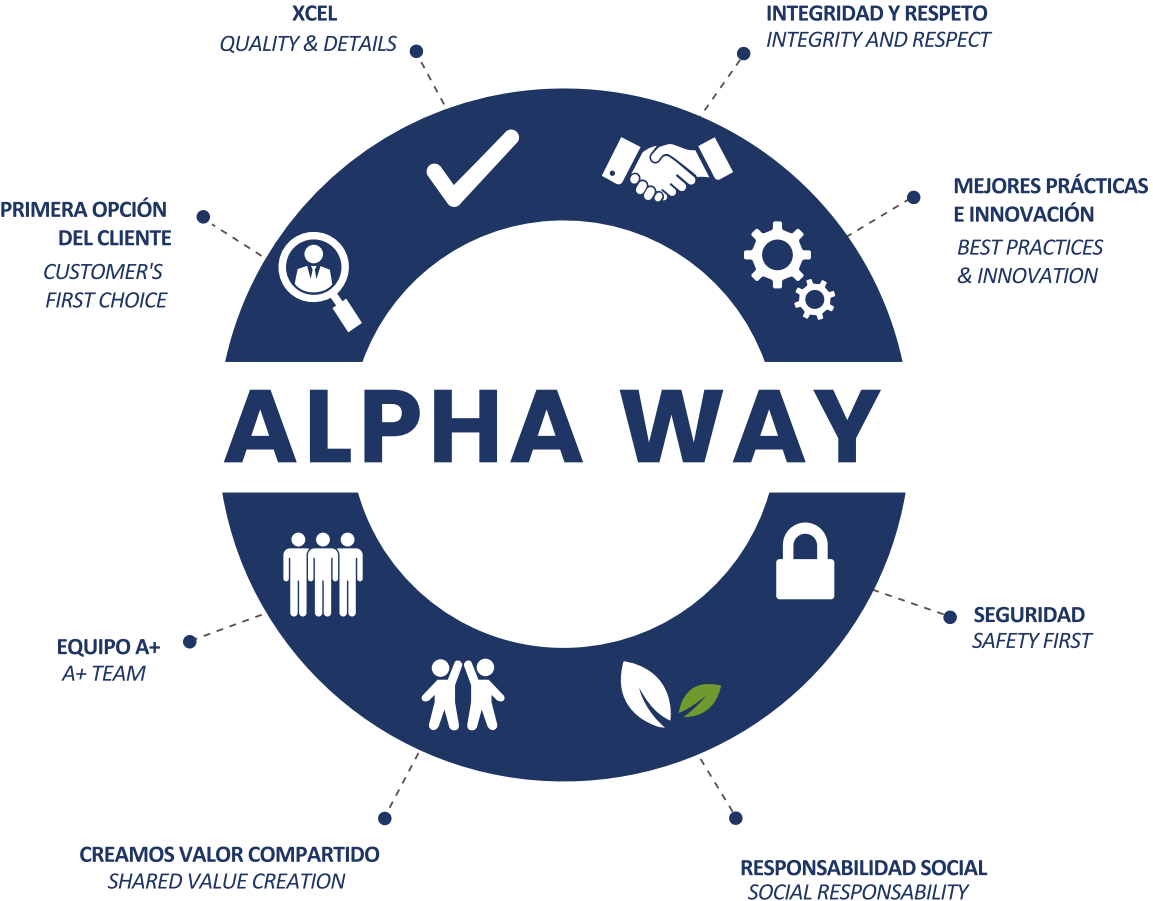 XCEL
QUALITY & DETAILS
INTEGRIDAD Y RESPETO
INTEGRITY AND RESPECT
PRIMERA OPCIÓN
DEL CLIENTE
CUSTOMER'S
FIRST CHOICE
MEJORES PRÁCTICAS
E INNOVACIÓN
BEST PRACTICES
& INNOVATION
ALPHA WAY
EQUIPO A+
A+ TEAM
SEGURIDAD
SAFETY FIRST
CREAMOS VALOR COMPARTIDO
SHARED VALUE CREATION
RESPONSABILIDAD SOCIAL
SOCIAL RESPONSABILITY